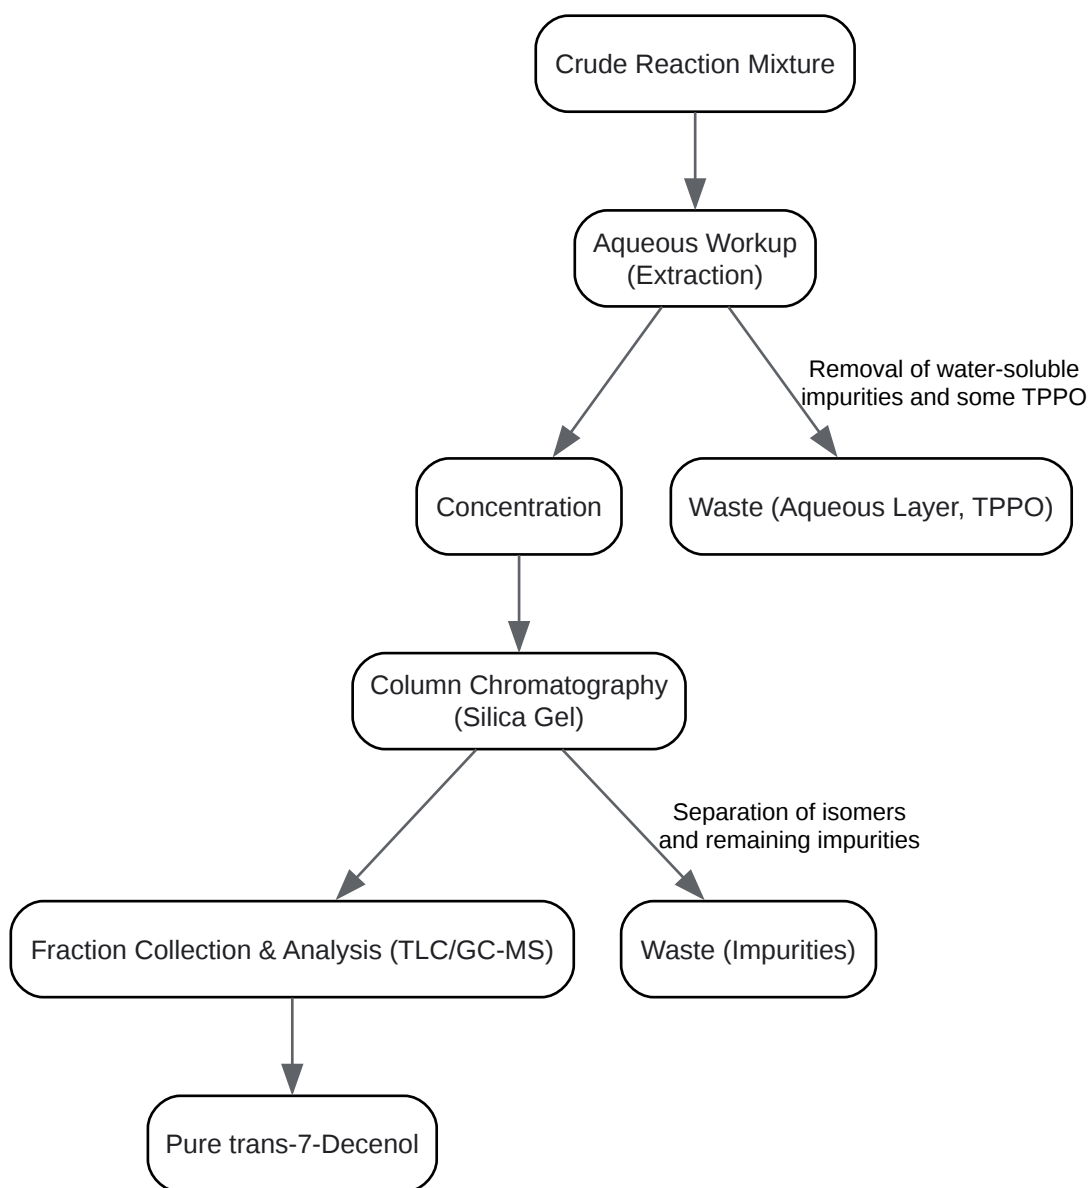 Crude Reaction Mixture
Aqueous Workup
(Extraction)
Removal of water-soluble
impurities and some TPPO
Concentration
Waste (Aqueous Layer, TPPO)
Column Chromatography
(Silica Gel)
Separation of isomers
and remaining impurities
Fraction Collection & Analysis (TLC/GC-MS)
Waste (Impurities)
Pure trans-7-Decenol